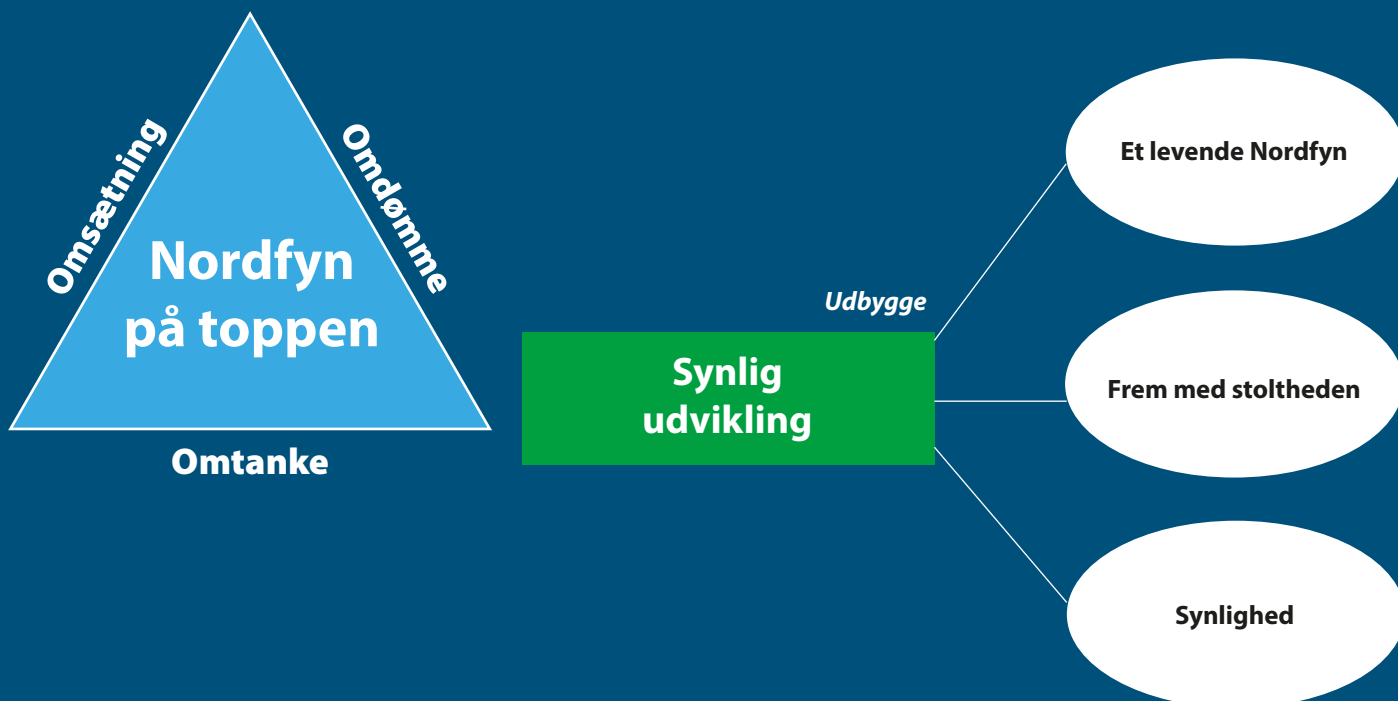 Omsætning
Omdømme
Nordfyn
på toppen
Omtanke
Udbygge
Synlig
udvikling
Et levende Nordfyn
Frem med stoltheden
Synlighed